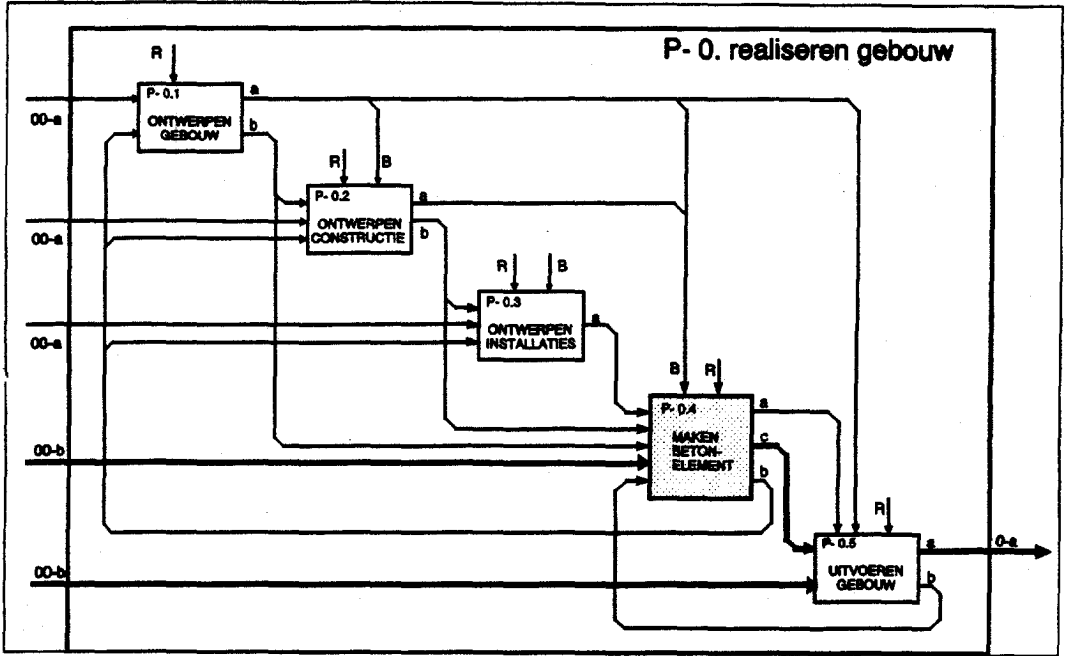 P- 0. realiseren gebouw
R
P- 0.1
a
00-a
ONTWERPEN
GEBOUW
b
R
B
P- 0.2
a
00-a
ONTWERPEN
CONSTRUCTIE
b
R
B
P- 0.3
a
00-a
ONTWERPEN
INSTALLATIES
B
R
P- 0.4
a
MAKEN
BETON-
ELEMENT
c
b
00-b
R
P- 0.5
a
0-a
00-b
UITVOEREN
GEBOUW
b